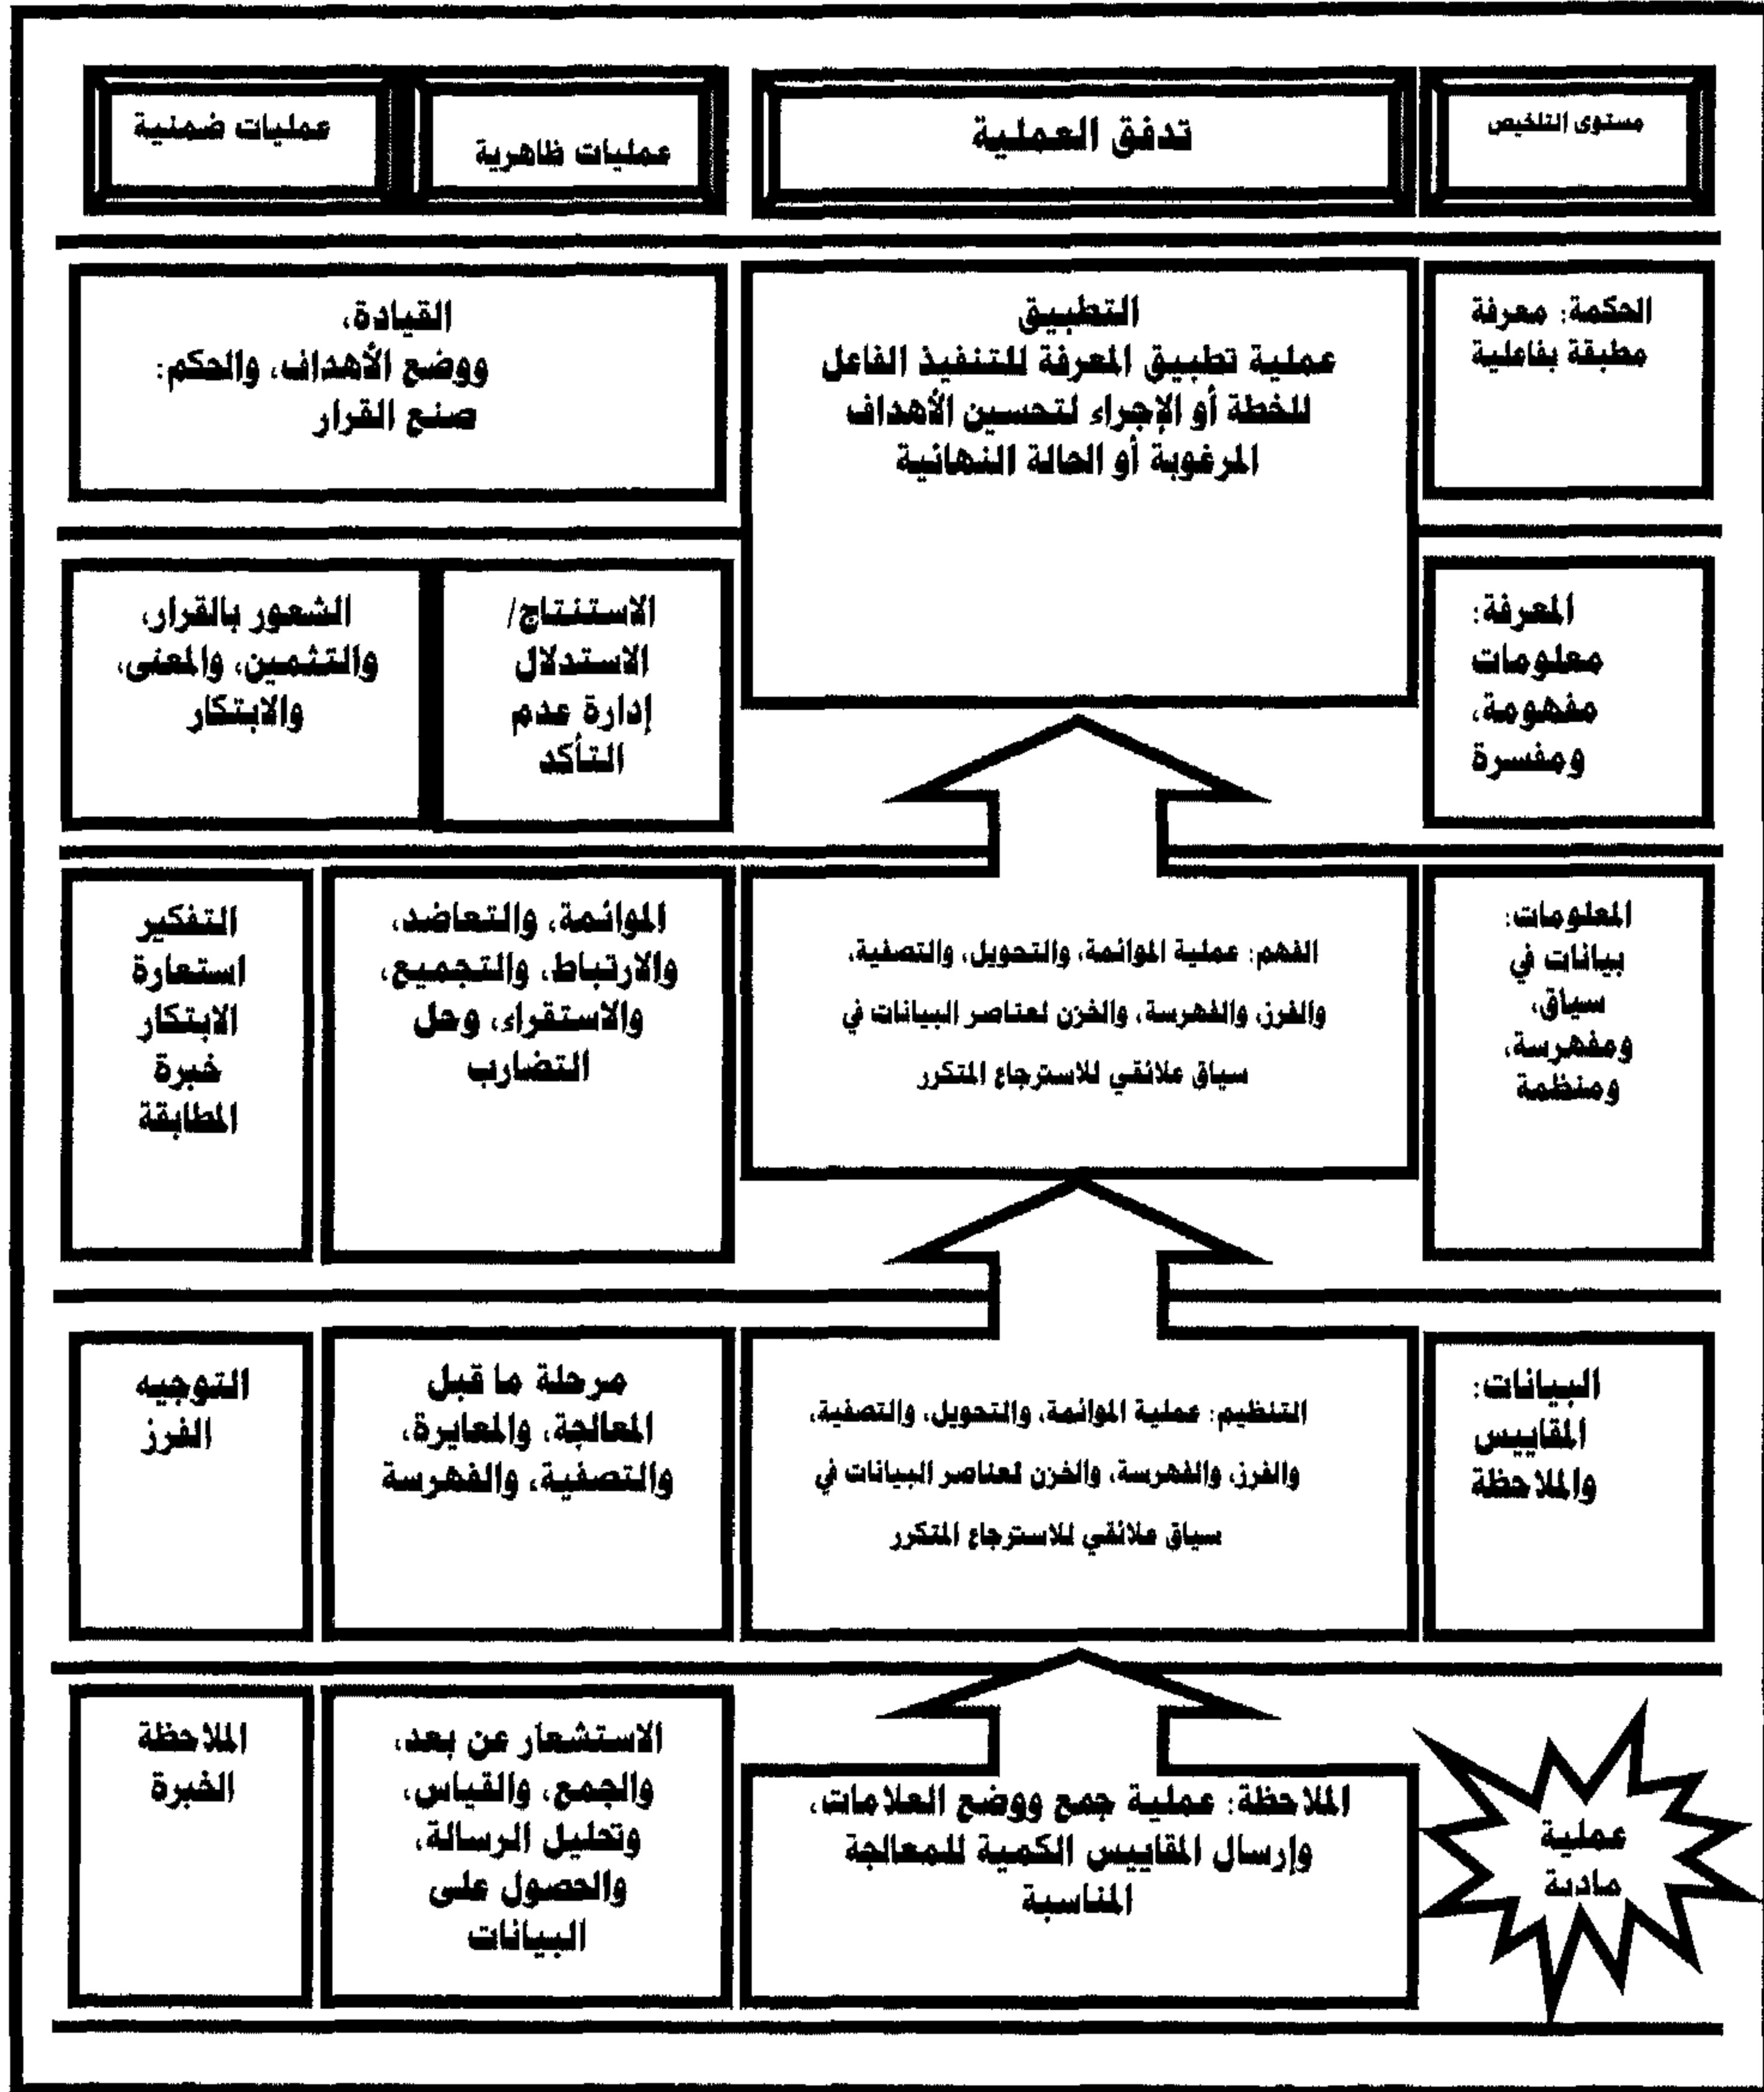 مستوى التلخيص
تدفق العملية
عمليات ظاهرية
عمليات ضمنية
الحكمة: معرفة
مطبقة بفاعلية
التطبيق
عملية تطبيق المعرفة للتنفيذ الفاعل
للخطة أو الإجراء لتحسين الأهداف
المرغوبة أو الحالة النهائية
القيادة،
ووضع الأهداف، والحكم:
صنع القرار
المعرفة:
معلومات
مفهومة،
ومفسرة
الاستنتاج/
الاستدلال
إدارة عدم
التأكد
الشعور بالقرار،
والتثمين، والمعنى،
والابتكار
المعلومات:
بيانات في
سياق،
ومفهرسة،
ومنظمة
الفهم: عملية الموائمة، والتحويل، والتصفية،
والفرز، والفهرسة، والخزن لعناصر البيانات في
سياق علائقي للاسترجاع المتكرر
الموائمة، والتعاضد،
والارتباط، والتجميع،
والاستقراء، وحل
التضارب
التفكير
استعارة
الابتكار
خبرة
المطابقة
البيانات:
المقاييس
والملاحظة
التنظيم: عملية الموائمة، والتحويل، والتصفية،
والفرز، والفهرسة، والخزن لعناصر البيانات في
سياق علائقي للاسترجاع المتكرر
مرحلة ما قبل
المعالجة، والمعايرة،
والتصفية، والفهرسة
التوجيه
الفرز
عملية
مادية
الملاحظة: عملية جمع ووضع العلامات،
وإرسال المقاييس الكمية للمعالجة
المناسبة
الاستشعار عن بعد،
والجمع، والقياس،
وتحليل الرسالة،
والحصول على
البيانات
الملاحظة
الخبرة